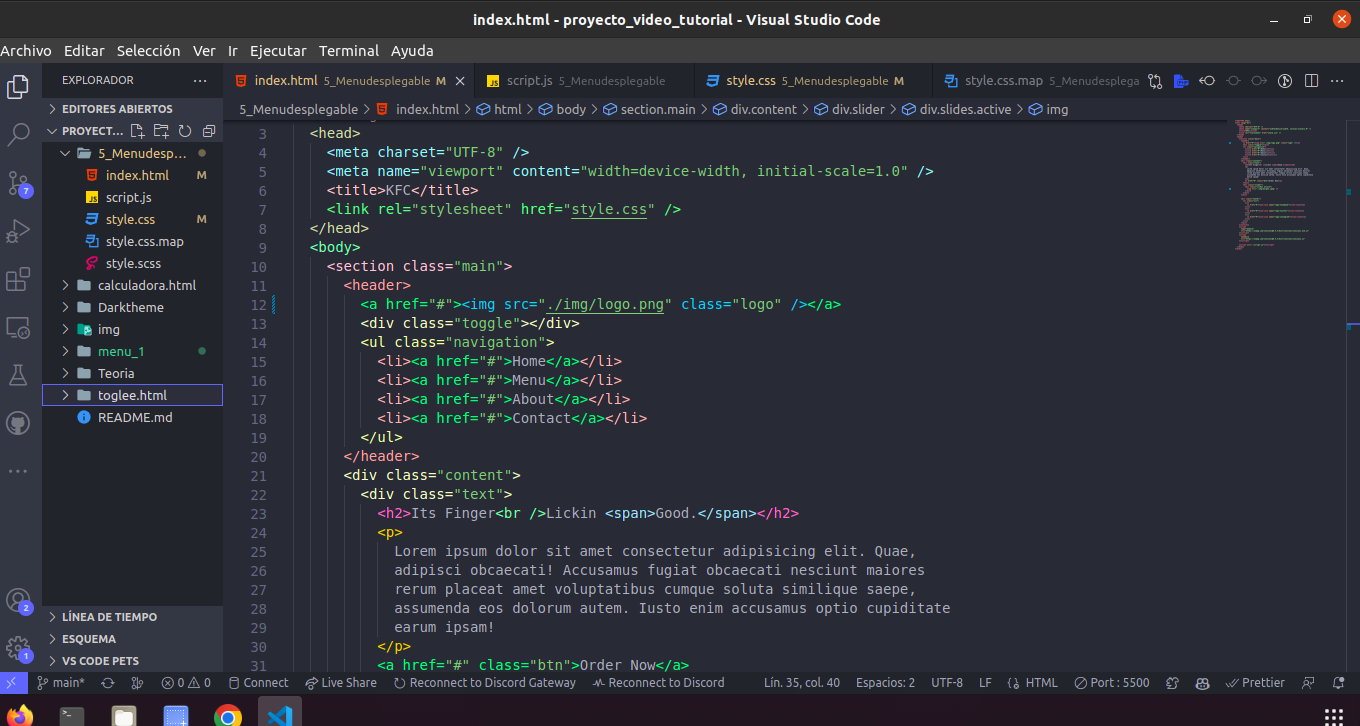 index.html - proyecto_video_tutorial - Visual Studio Code
Archivo Editar Selección Ver Ir Ejecutar Terminal Ayuda
EXPLORADOR
EDITORES ABIERTOS
PROYECT...
5_Menudesp...
index.html M
script.js
style.css M
style.css.map
style.scss
calculadora.html
Darktheme
img
menu_1
Teoria
toglee.html
README.md
LÍNEA DE TIEMPO
ESQUEMA
VS CODE PETS
7
2
1
index.html 5_Menudesplegable M script.js 5_Menudesplegable style.css 5_Menudesplegable M style.css.map 5_Menudesplega
5_Menudesplegable > index.html > html > body > section.main > div.content > div.slider > div.slides.active > img
3 <head>
4 <meta charset="UTF-8" />
5 <meta name="viewport" content="width=device-width, initial-scale=1.0" />
6 <title>KFC</title>
7 <link rel="stylesheet" href="style.css" />
8 </head>
9 <body>
10 <section class="main">
11 <header>
12 <a href="#"><img src="./img/logo.png" class="logo" /></a>
13 <div class="toggle"></div>
14 <ul class="navigation">
15 <li><a href="#">Home</a></li>
16 <li><a href="#">Menu</a></li>
17 <li><a href="#">About</a></li>
18 <li><a href="#">Contact</a></li>
19 </ul>
20 </header>
21 <div class="content">
22 <div class="text">
23 <h2>Its Finger<br />Lickin <span>Good.</span></h2>
24 <p>
25 Lorem ipsum dolor sit amet consectetur adipisicing elit. Quae,
26 adipisci obcaecati! Accusamus fugiat obcaecati nesciunt maiores
27 rerum placeat amet voluptatibus cumque soluta similique saepe,
28 assumenda eos dolorum autem. Iusto enim accusamus optio cupiditate
29 earum ipsam!
30 </p>
31 <a href="#" class="btn">Order Now</a>
main* 0 0 Connect Live Share Reconnect to Discord Gateway Reconnect to Discord Lín. 35, col. 40 Espacios: 2 UTF-8 LF HTML Port : 5500 Prettier